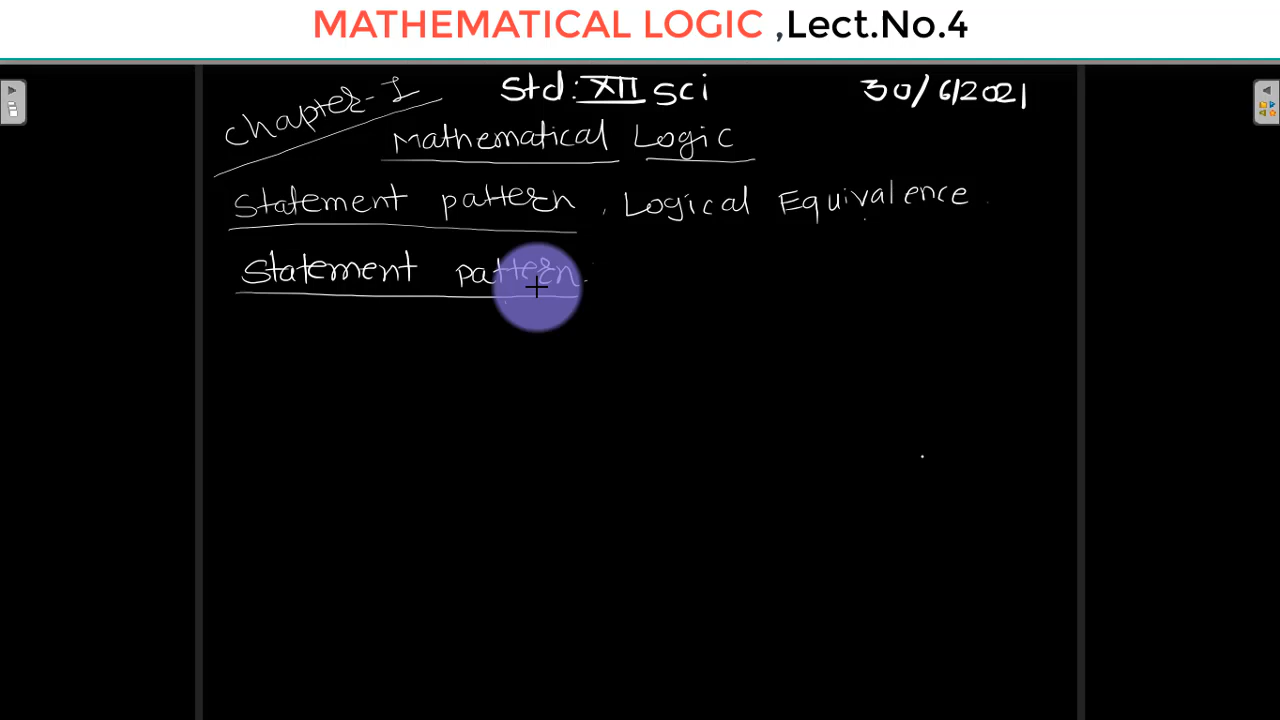 MATHEMATICAL LOGIC ,Lect.No.4
Chapter-I
Std: XII Sci
30/6/2021
Mathematical Logic
Statement pattern, Logical Equivalence
Statement pattern.